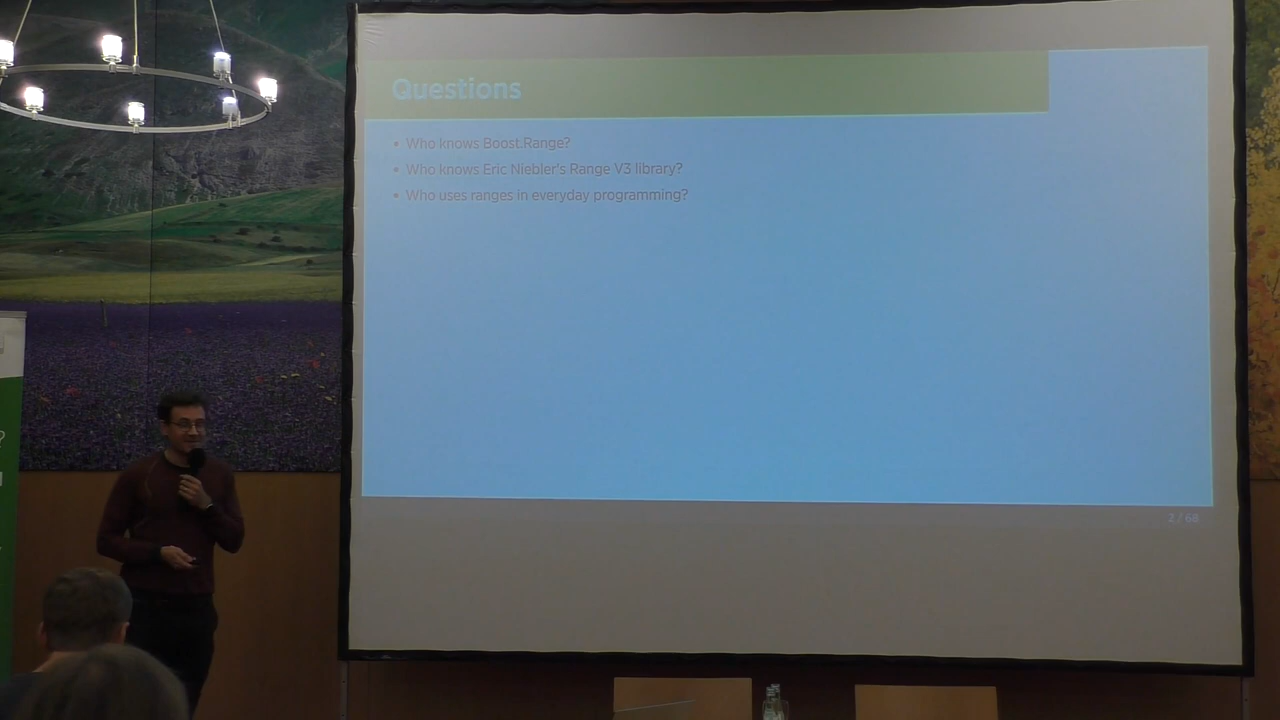 Questions
Who knows Boost.Range?
Who knows Eric Niebler's Range V3 library?
Who uses ranges in everyday programming?
2 / 68
?